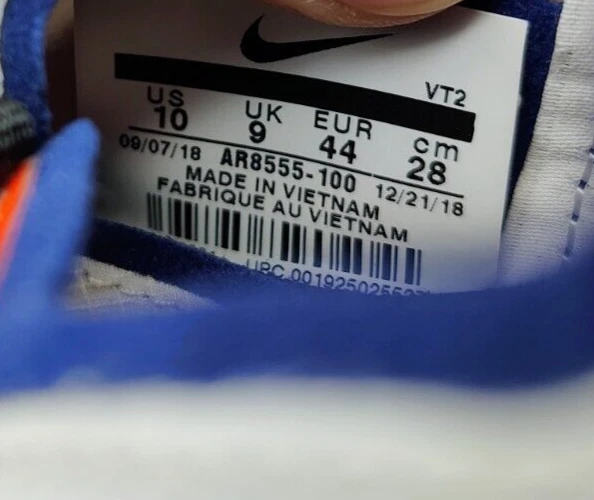 VT2
US UK EUR cm
10 9 44 28
09/07/18 AR8555-100 12/21/18
MADE IN VIETNAM
FABRIQUE AU VIETNAM
UPC